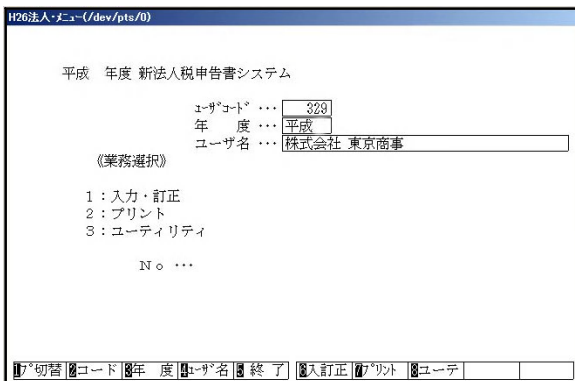 H26法人・ﾒﾆｭｰ(/dev/pts/0)
平成　年度 新法人税申告書システム
ﾕｰｻﾞｺｰﾄﾞ ･･･ 329
年　　度 ･･･ 平成
ユーザ名 ･･･ 株式会社 東京商事
《業務選択》
1：入力・訂正
2：プリント
3：ユーティリティ
No ･･･
1ﾌﾟ切替 2コード 3年　度 4ﾕｰｻﾞ名 5終 了 6入訂正 7ﾌﾟﾘﾝﾄ 8ユーテ